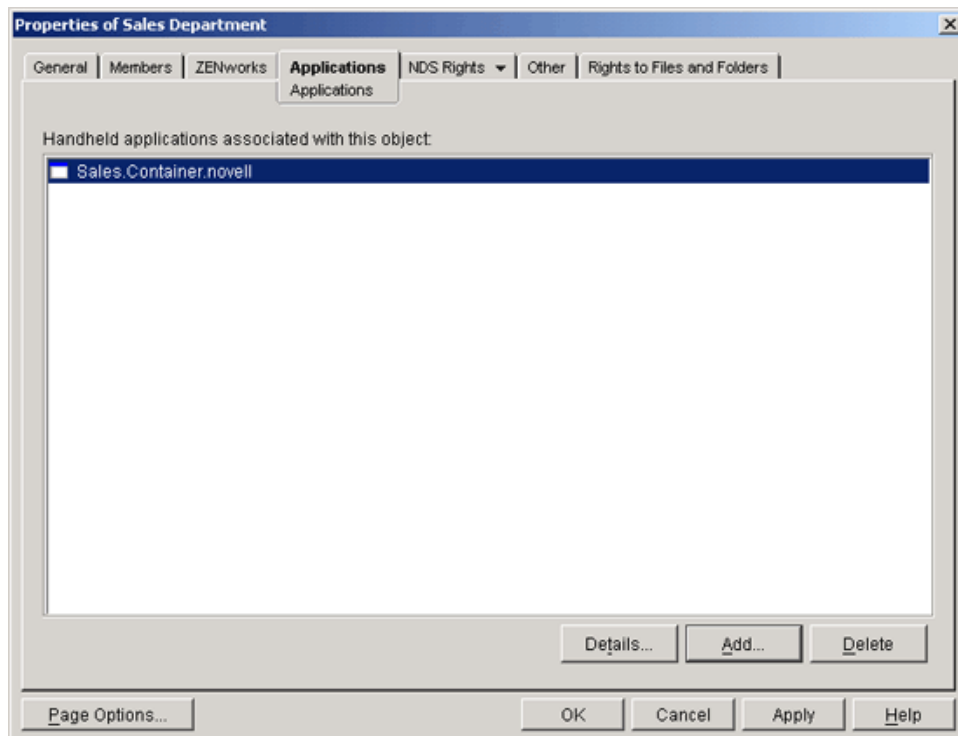 Properties of Sales Department
General Members ZENworks Applications NDS Rights Other Rights to Files and Folders
Applications
Handheld applications associated with this object:
Sales.Container.novell
Details... Add... Delete
Page Options... OK Cancel Apply Help